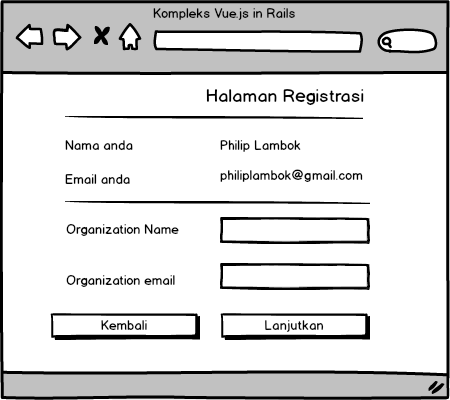 Kompleks Vue.js in Rails
Halaman Registrasi
Nama anda Philip Lambok
Email anda philiplambok@gmail.com
Organization Name
Organization email
Kembali Lanjutkan